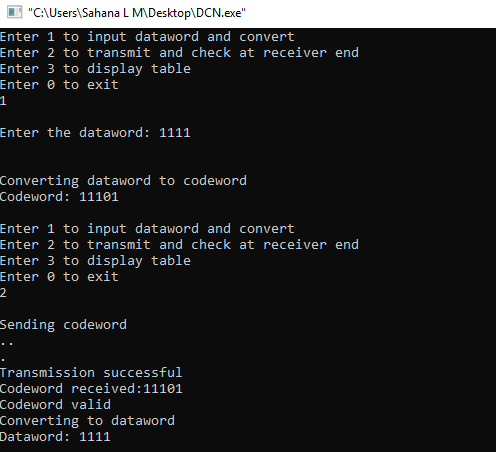 "C:\Users\Sahana L M\Desktop\DCN.exe"
Enter 1 to input dataword and convert
Enter 2 to transmit and check at receiver end
Enter 3 to display table
Enter 0 to exit
1
Enter the dataword: 1111
Converting dataword to codeword
Codeword: 11101
Enter 1 to input dataword and convert
Enter 2 to transmit and check at receiver end
Enter 3 to display table
Enter 0 to exit
2
Sending codeword
..
.
Transmission successful
Codeword received:11101
Codeword valid
Converting to dataword
Dataword: 1111